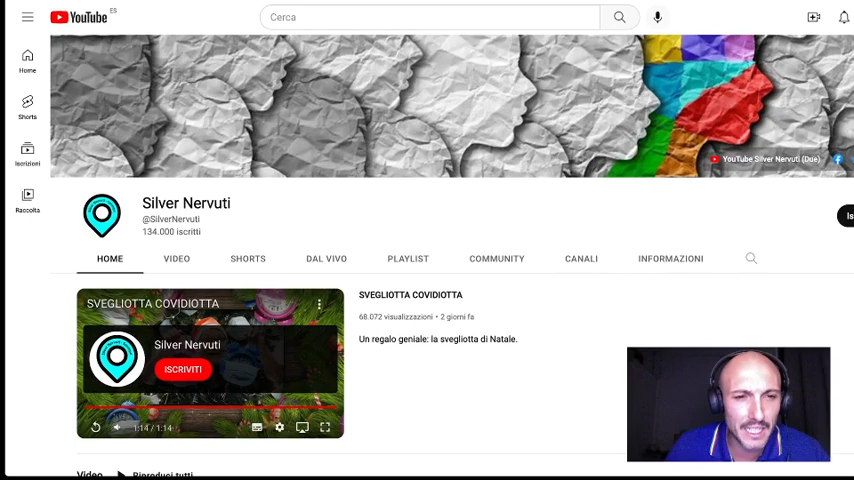 YouTube ES
Cerca
Home
Shorts
Iscrizioni
Raccolta
YouTube Silver Nervuti (Due)
Silver Nervuti
@SilverNervuti
134.000 iscritti
Is
HOME VIDEO SHORTS DAL VIVO PLAYLIST COMMUNITY CANALI INFORMAZIONI
SVEGLIOTTA COVIDIOTTA
Silver Nervuti
ISCRIVITI
1:14 / 1:14
SVEGLIOTTA COVIDIOTTA
68.072 visualizzazioni • 2 giorni fa
Un regalo geniale: la svegliotta di Natale.
Video Riproduci tutti